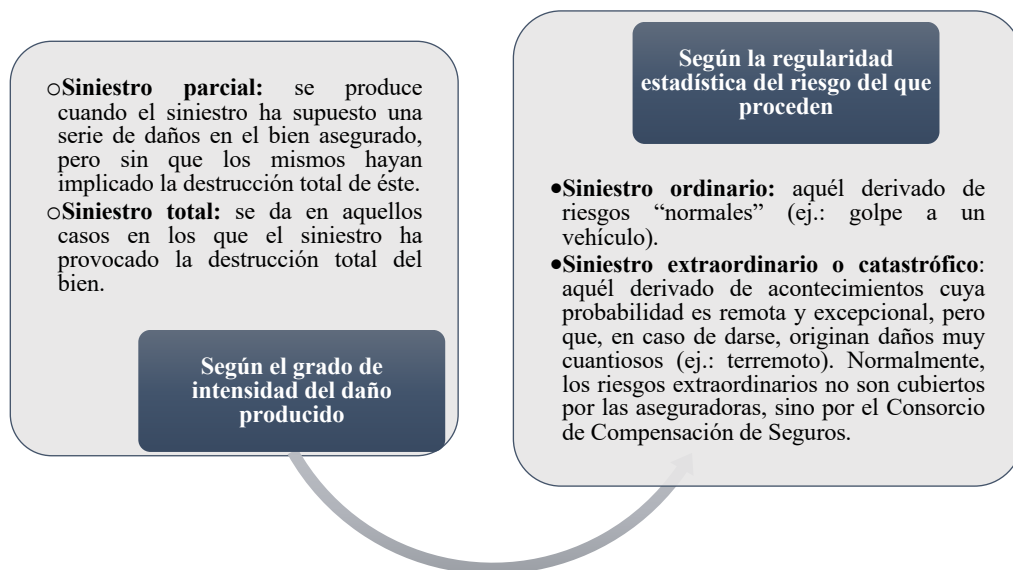 oSiniestro parcial: se produce
cuando el siniestro ha supuesto una
serie de daños en el bien asegurado,
pero sin que los mismos hayan
implicado la destrucción total de éste.
oSiniestro total: se da en aquellos
casos en los que el siniestro ha
provocado la destrucción total del
bien.
Según el grado de
intensidad del daño
producido
Según la regularidad
estadística del riesgo del que
proceden
•Siniestro ordinario: aquél derivado de
riesgos “normales” (ej.: golpe a un
vehículo).
•Siniestro extraordinario o catastrófico:
aquél derivado de acontecimientos cuya
probabilidad es remota y excepcional, pero
que, en caso de darse, originan daños muy
cuantiosos (ej.: terremoto). Normalmente,
los riesgos extraordinarios no son cubiertos
por las aseguradoras, sino por el Consorcio
de Compensación de Seguros.